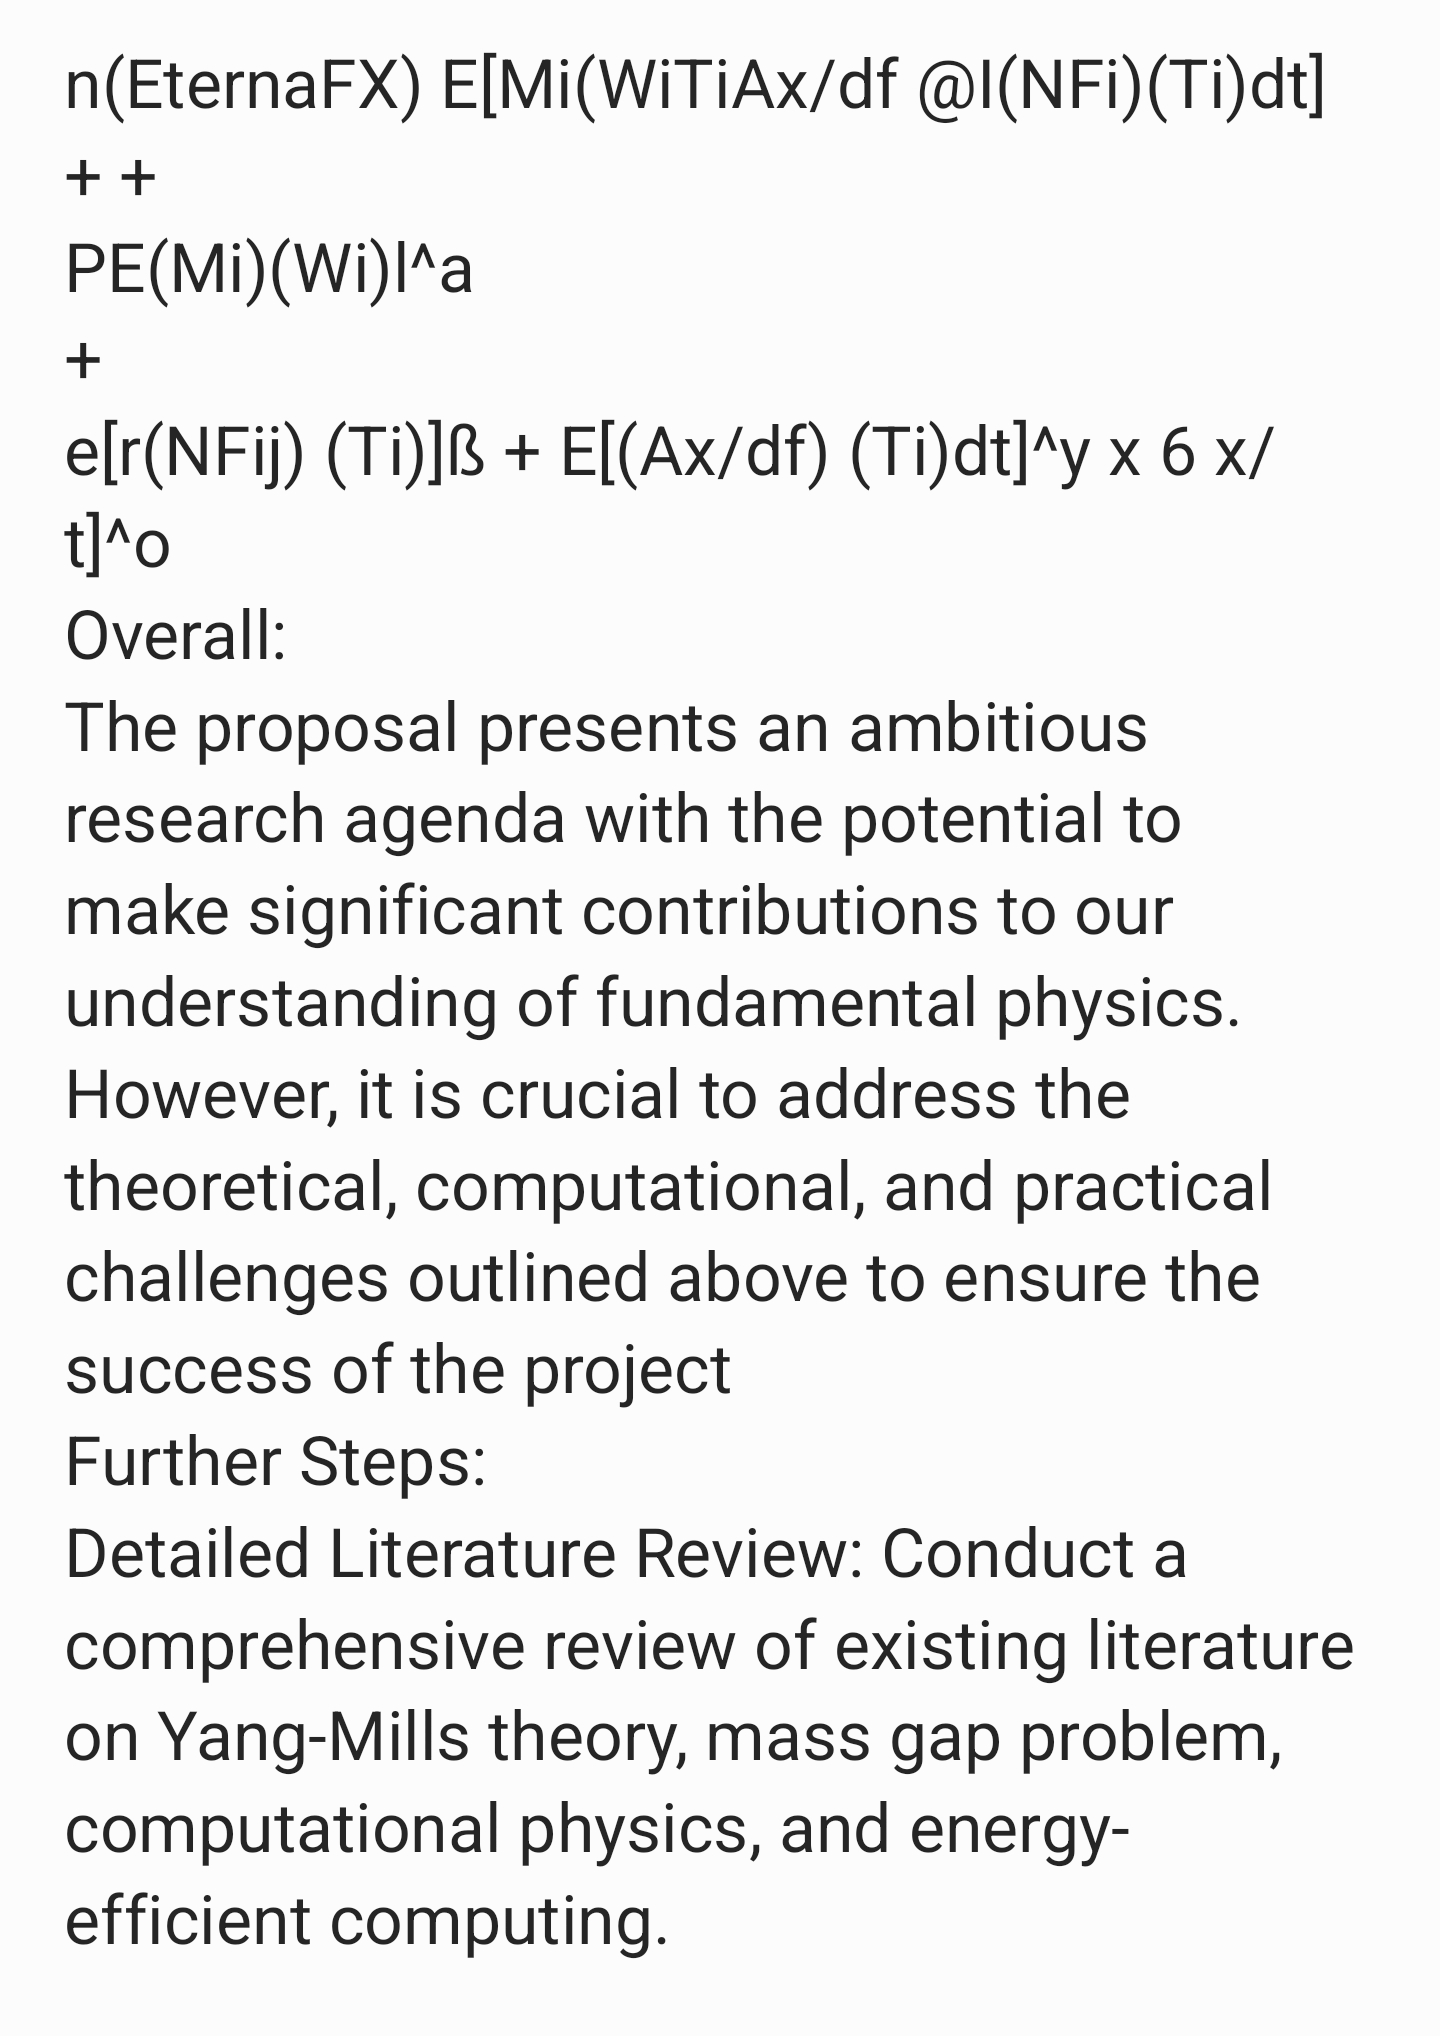 n(EternaFX) E[Mi(WiTiAx/df @I(NFi)(Ti)dt]
+ +
PE(Mi)(Wi)l^a
+
e[r(NFij) (Ti)]ß + E[(Ax/df) (Ti)dt]^y x 6 x/
t]^o
Overall:
The proposal presents an ambitious
research agenda with the potential to
make significant contributions to our
understanding of fundamental physics.
However, it is crucial to address the
theoretical, computational, and practical
challenges outlined above to ensure the
success of the project
Further Steps:
Detailed Literature Review: Conduct a
comprehensive review of existing literature
on Yang-Mills theory, mass gap problem,
computational physics, and energy-
efficient computing.